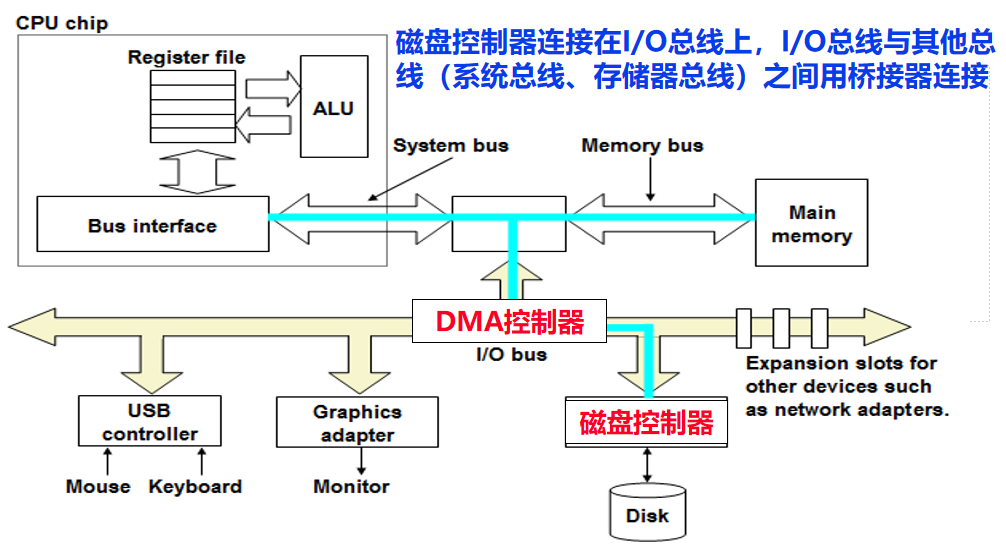 CPU chip
磁盘控制器连接在I/O总线上，I/O总线与其他总
线（系统总线、存储器总线）之间用桥接器连接
Register file
ALU
System bus
Memory bus
Bus interface
Main
memory
DMA控制器
I/O bus
Expansion slots for
other devices such
as network adapters.
USB
controller
Graphics
adapter
磁盘控制器
Mouse
Keyboard
Monitor
Disk